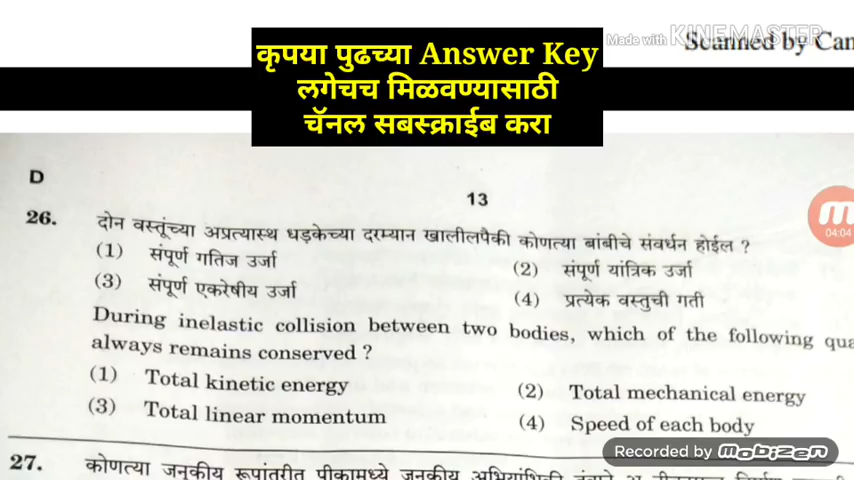 कृपया पुढच्या Answer Key
लगेचच मिळवण्यासाठी
चॅनल सबस्क्राईब करा
Made with KINEMASTER
Scanned by Can
D
13
04:04
26. दोन वस्तूंच्या अप्रत्यास्थ धडकेच्या दरम्यान खालीलपैकी कोणत्या बांबीचे संवर्धन होईल ?
(1) संपूर्ण गतिज उर्जा (2) संपूर्ण यांत्रिक उर्जा
(3) संपूर्ण एकरेषीय उर्जा (4) प्रत्येक वस्तुची गती
During inelastic collision between two bodies, which of the following qua
always remains conserved ?
(1) Total kinetic energy (2) Total mechanical energy
(3) Total linear momentum (4) Speed of each body
Recorded by mobizen
27. कोणत्या जनुकीय रूपांतरीत पीकामध्ये जनुकीय अभियांत्रिकी